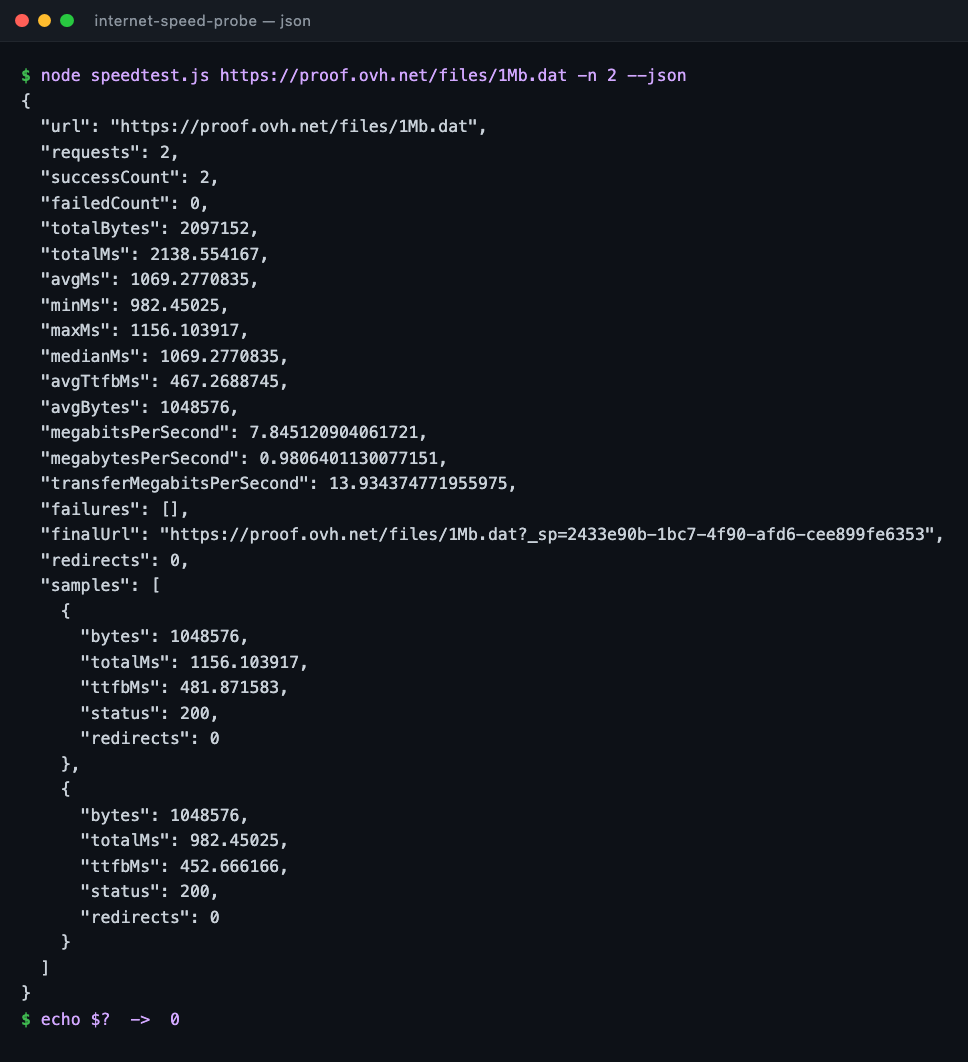 internet-speed-probe — json
$ node speedtest.js https://proof.ovh.net/files/1Mb.dat -n 2 --json
{
  "url": "https://proof.ovh.net/files/1Mb.dat",
  "requests": 2,
  "successCount": 2,
  "failedCount": 0,
  "totalBytes": 2097152,
  "totalMs": 2138.554167,
  "avgMs": 1069.2770835,
  "minMs": 982.45025,
  "maxMs": 1156.103917,
  "medianMs": 1069.2770835,
  "avgTtfbMs": 467.2688745,
  "avgBytes": 1048576,
  "megabitsPerSecond": 7.845120904061721,
  "megabytesPerSecond": 0.9806401130077151,
  "transferMegabitsPerSecond": 13.934374771955975,
  "failures": [],
  "finalUrl": "https://proof.ovh.net/files/1Mb.dat?_sp=2433e90b-1bc7-4f90-afd6-cee899fe6353",
  "redirects": 0,
  "samples": [
    {
      "bytes": 1048576,
      "totalMs": 1156.103917,
      "ttfbMs": 481.871583,
      "status": 200,
      "redirects": 0
    },
    {
      "bytes": 1048576,
      "totalMs": 982.45025,
      "ttfbMs": 452.666166,
      "status": 200,
      "redirects": 0
    }
  ]
}
$ echo $?  ->  0